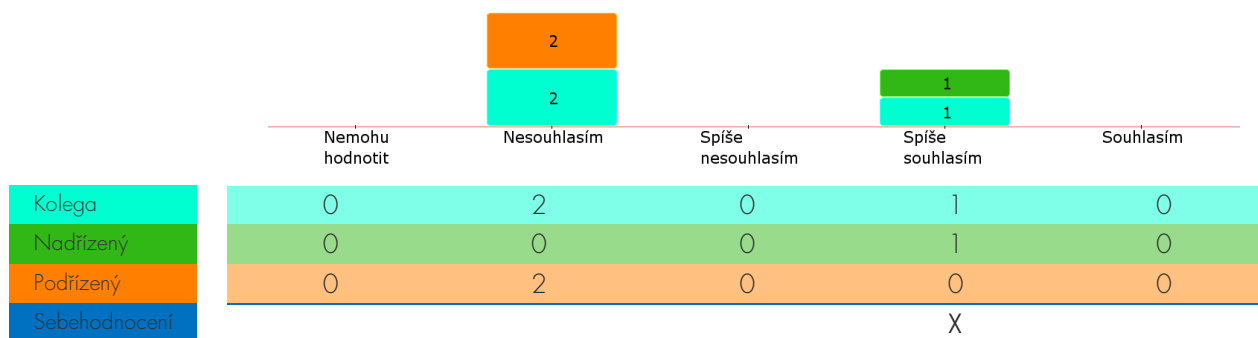 2
2
1
1
Nemohu hodnotit
Nesouhlasím
Spíše nesouhlasím
Spíše souhlasím
Souhlasím
Kolega 0 2 0 1 0
Nadřízený 0 0 0 1 0
Podřízený 0 2 0 0 0
Sebehodnocení X